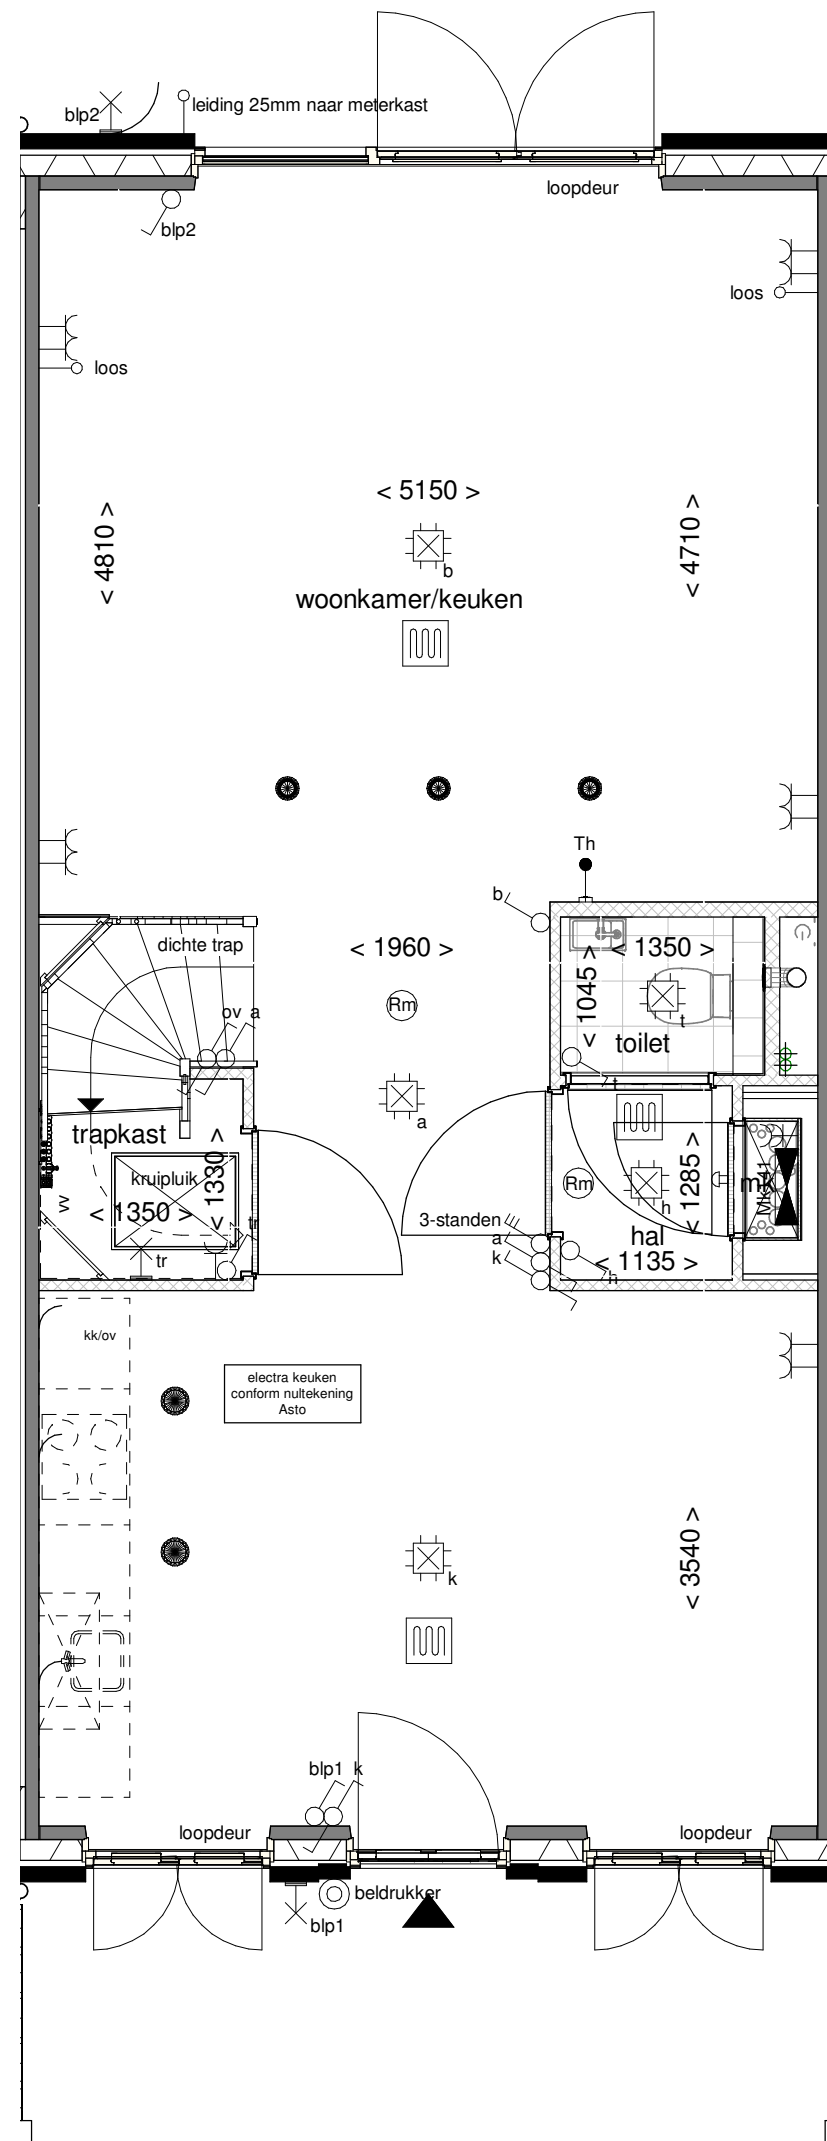 blp2
leiding 25mm naar meterkast
loopdeur
blp2
loos
loos
< 5150 >
< 4810 >
< 4710 >
b
woonkamer/keuken
Th
b
dichte trap
< 1960 >
< 1350 >
< 1045 >
ov a
Rm
t
toilet
t
a
trapkast
kruipluik
< 1330 >
vv
< 1350 >
tr
tr
Rm
h
< 1285 >
mk
3-standen
a
k
hal
< 1135 >
h
kk/ov
electra keuken
conform nultekening
Asto
k
< 3540 >
blp1 k
loopdeur
loopdeur
beldrukker
blp1